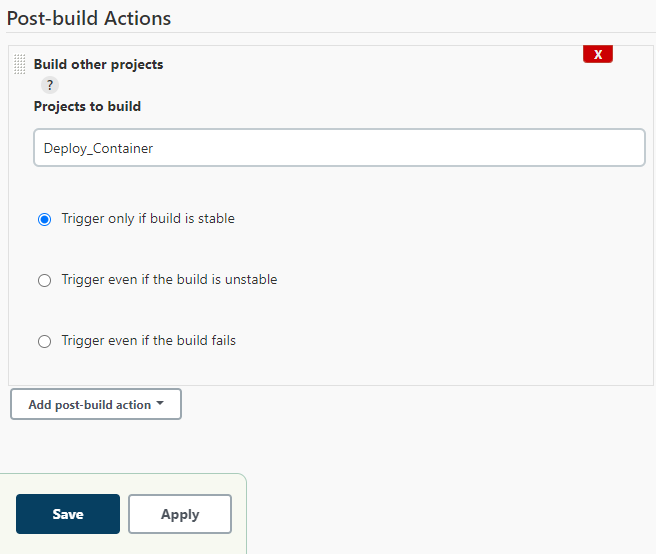 Post-build Actions
Build other projects
X
?
Projects to build
Deploy_Container
Trigger only if build is stable
Trigger even if the build is unstable
Trigger even if the build fails
Add post-build action
Save
Apply